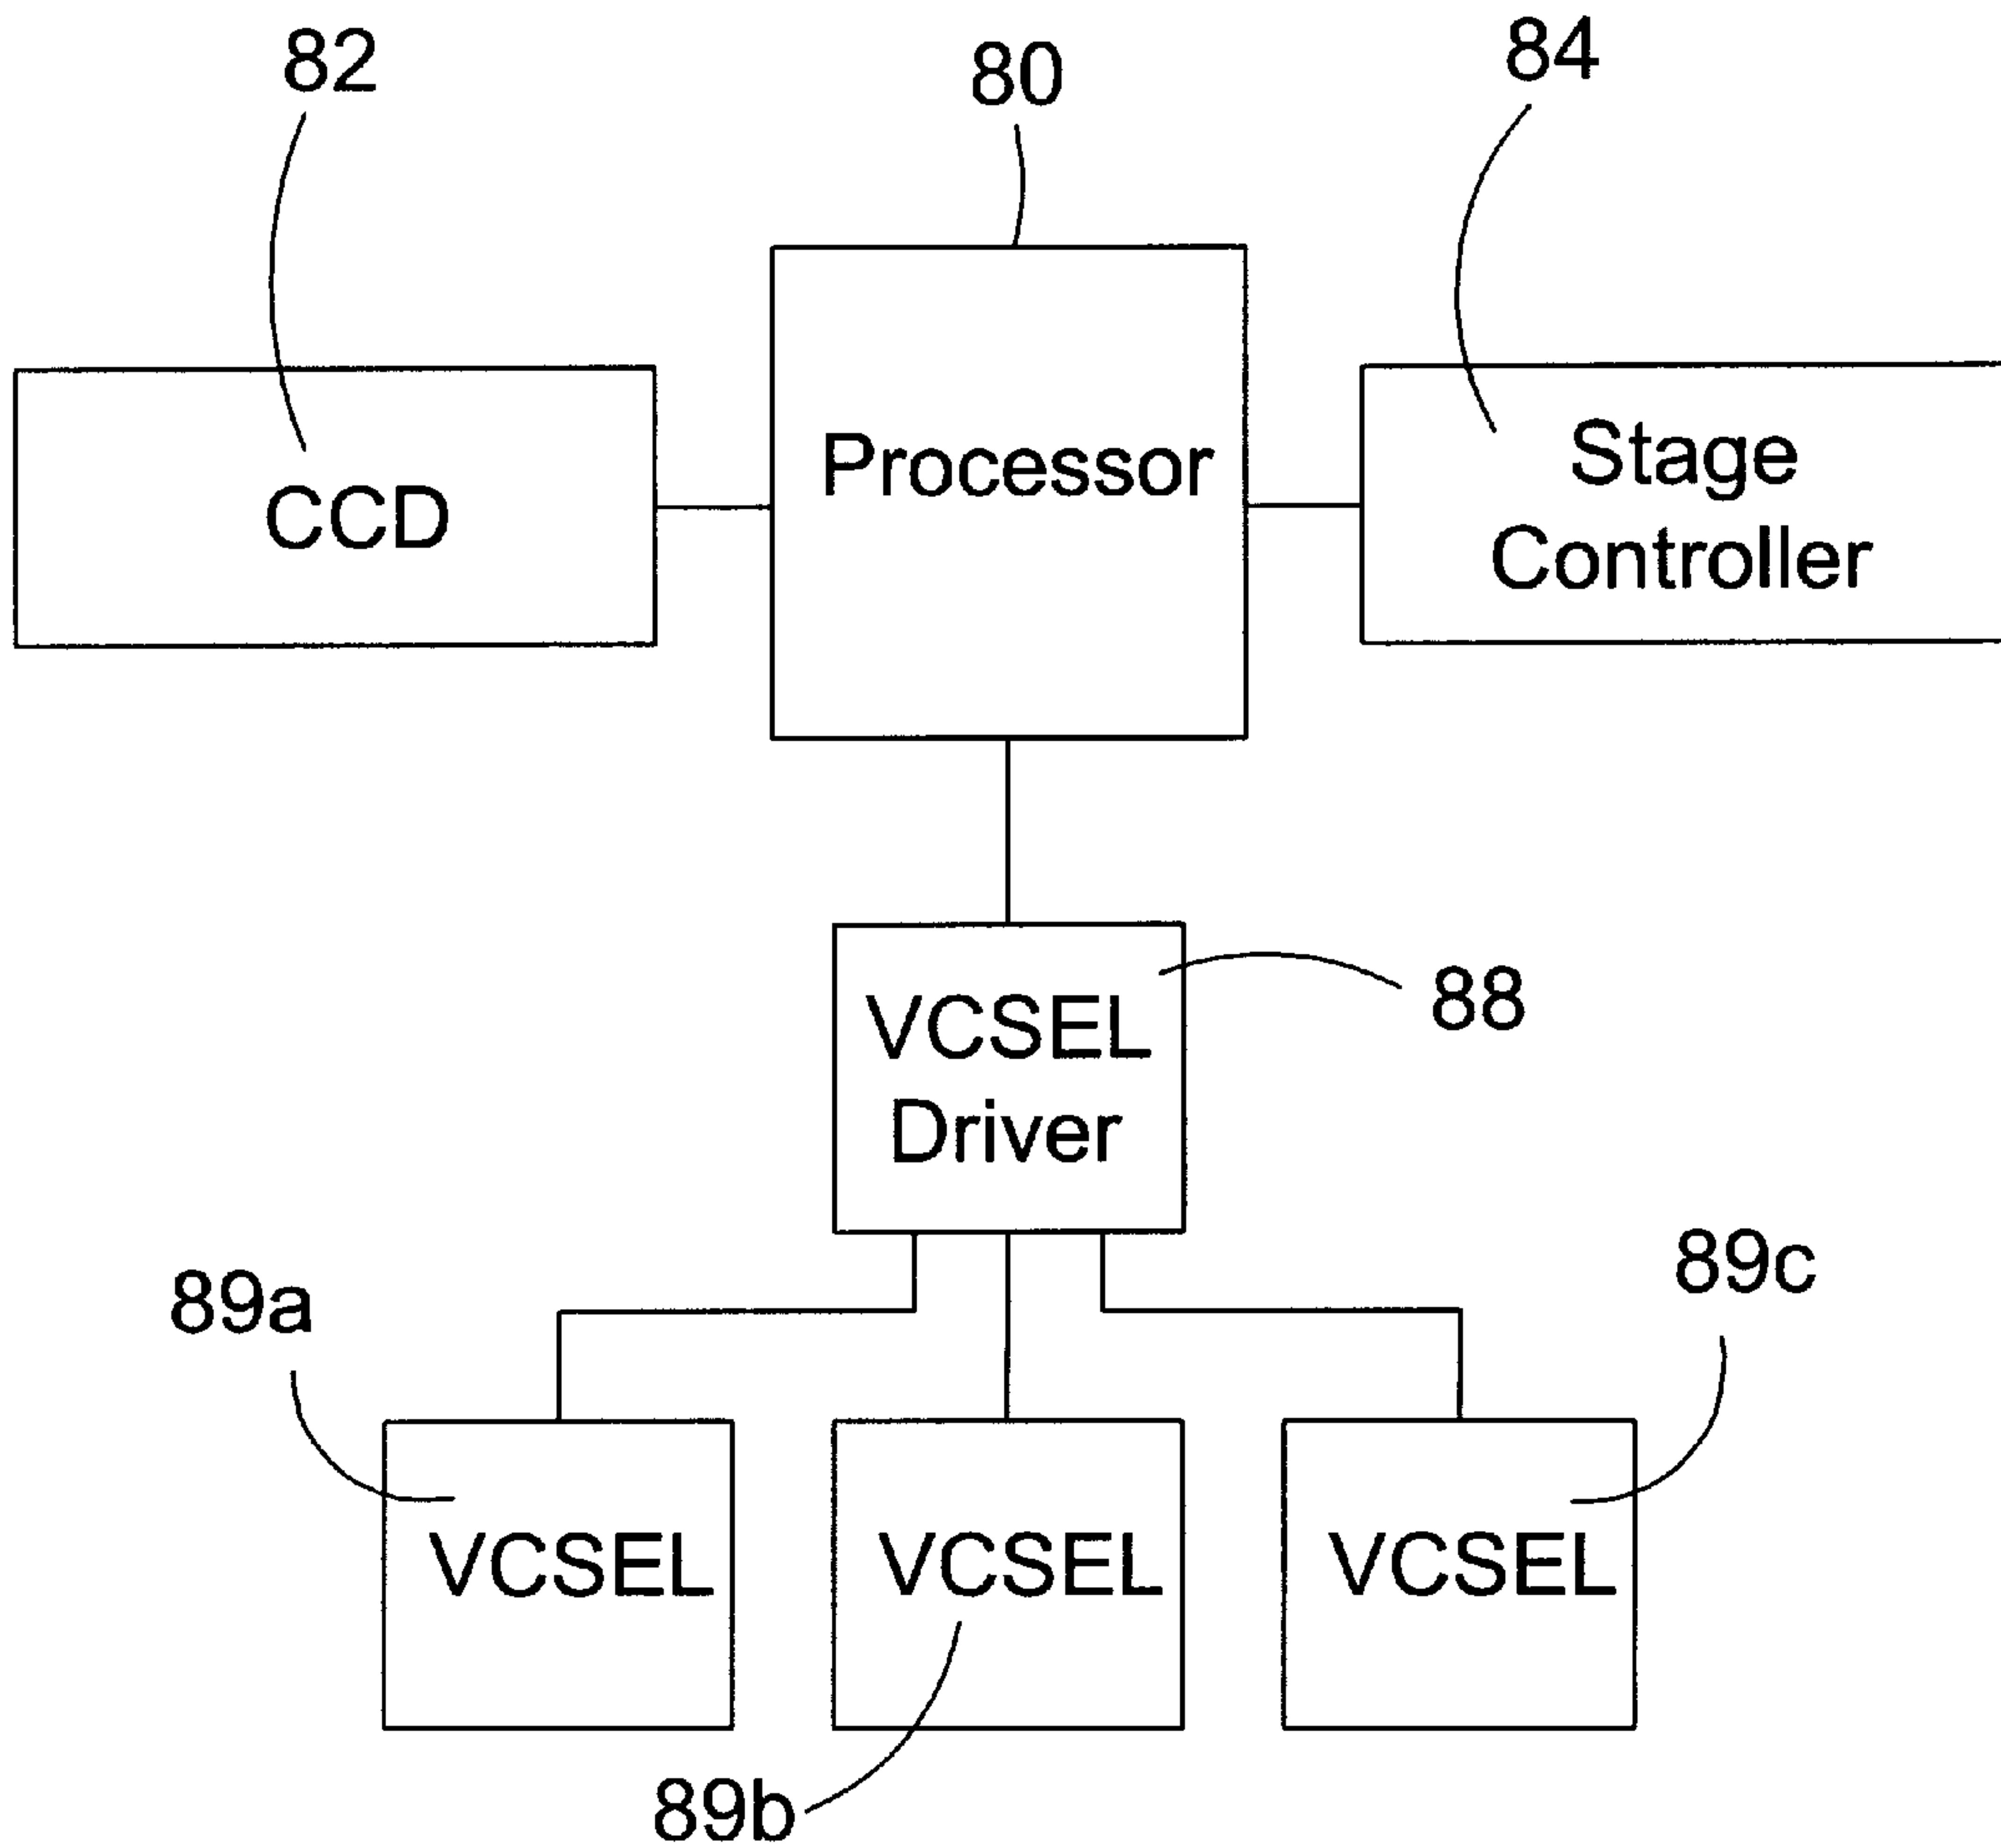 82
80
84
CCD
Processor
Stage
Controller
VCSEL
Driver
88
89a
89c
VCSEL
VCSEL
VCSEL
89b